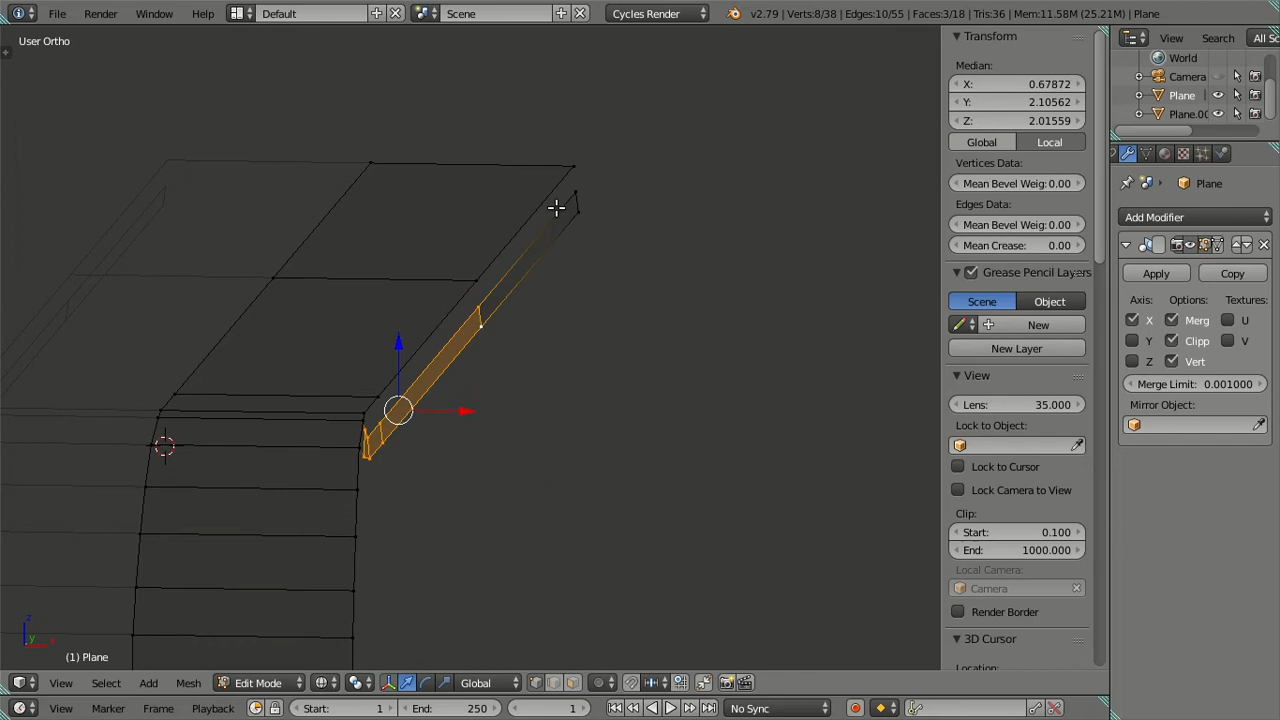 File Render Window Help Default Scene Cycles Render v2.79 | Verts:8/38 | Edges:10/55 | Faces:3/18 | Tris:36 | Mem:11.58M (25.21M) | Plane
User Ortho
Transform
Median:
X: 0.67872
Y: 2.10562
Z: 2.01559
Global Local
Vertices Data:
Mean Bevel Weig: 0.00
Edges Data:
Mean Bevel Weig: 0.00
Mean Crease: 0.00
Grease Pencil Layers
Scene Object
New
New Layer
View
Lens: 35.000
Lock to Object:
Lock to Cursor
Lock Camera to View
Clip:
Start: 0.100
End: 1000.000
Local Camera:
Camera
Render Border
3D Cursor
Location:
View Search All Sc
World
Camera
Plane
Plane.00
Plane
Add Modifier
Apply Copy
Axis: Options: Textures:
X Merg U
Y Clipp V
Z Vert
Merge Limit: 0.001000
Mirror Object:
z
y x
(1) Plane
View Select Add Mesh Edit Mode Global
View Marker Frame Playback Start: 1 End: 250 1 No Sync